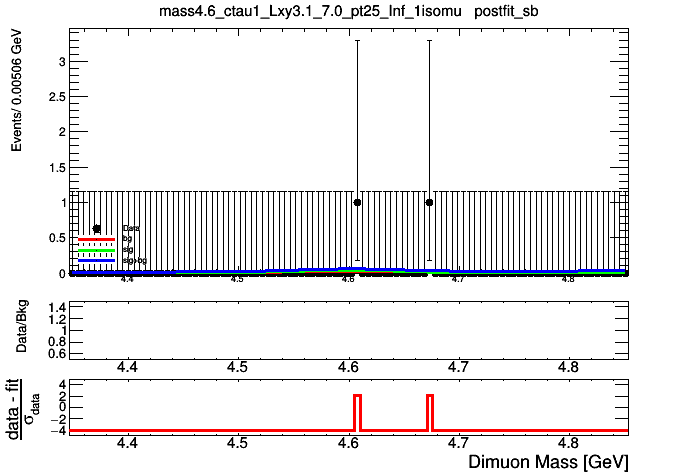 mass4.6_ctau1_Lxy3.1_7.0_pt25_Inf_1isomu postfit_sb
Events/ 0.00506 GeV
3
2.5
2
1.5
1
0.5
0
Data
bg
sig
sig+bg
4.4 4.5 4.6 4.7 4.8
Data/Bkg
1.4
1.2
1
0.8
0.6
4.4 4.5 4.6 4.7 4.8
data - fit
σdata
4
2
0
−2
−4
4.4 4.5 4.6 4.7 4.8
Dimuon Mass [GeV]